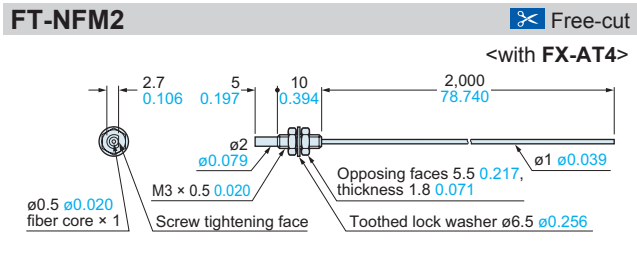 FT-NFM2
Free-cut
<with FX-AT4>
2.7 5 10 2,000
0.106 0.197 0.394 78.740
ø2
ø0.079
ø1 ø0.039
M3 × 0.5 0.020
Opposing faces 5.5 0.217,
thickness 1.8 0.071
ø0.5 ø0.020
fiber core × 1
Screw tightening face
Toothed lock washer ø6.5 ø0.256